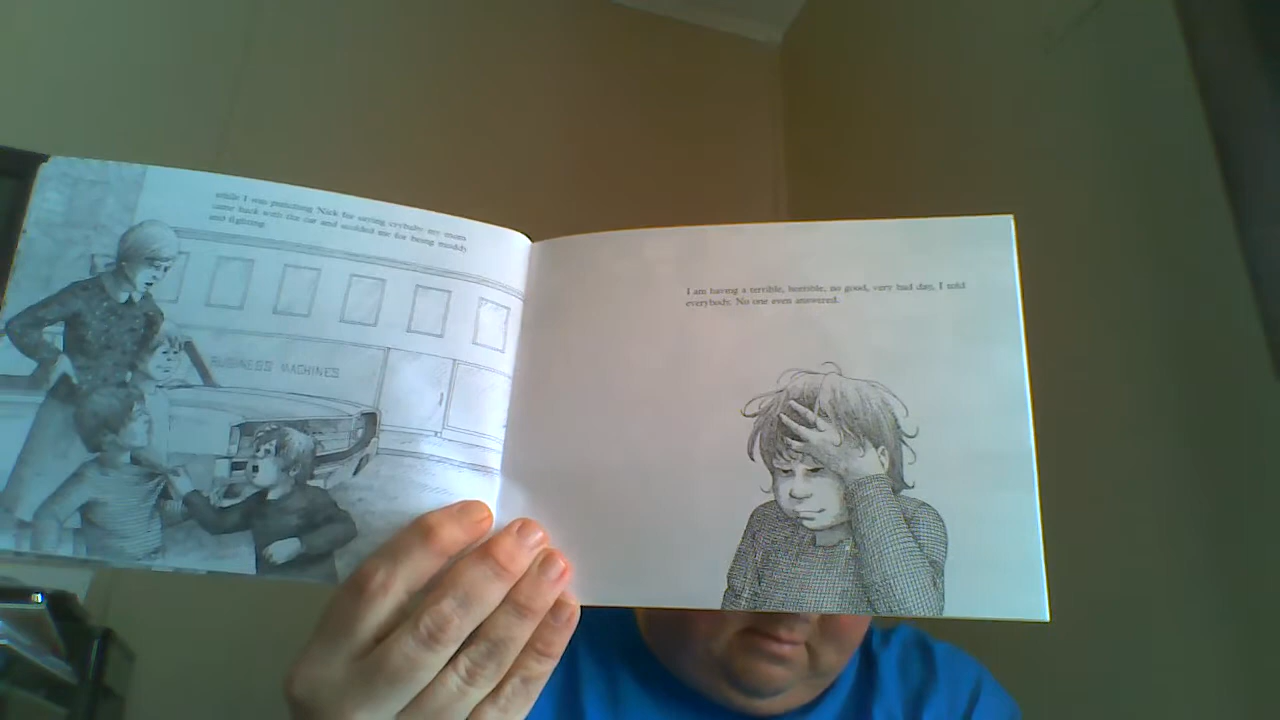 while I was punching Nick for saying crybaby, my mom
came back with the car and scolded me for being muddy
and fighting.
BUSINESS MACHINES
I am having a terrible, horrible, no good, very bad day, I told
everybody. No one even answered.